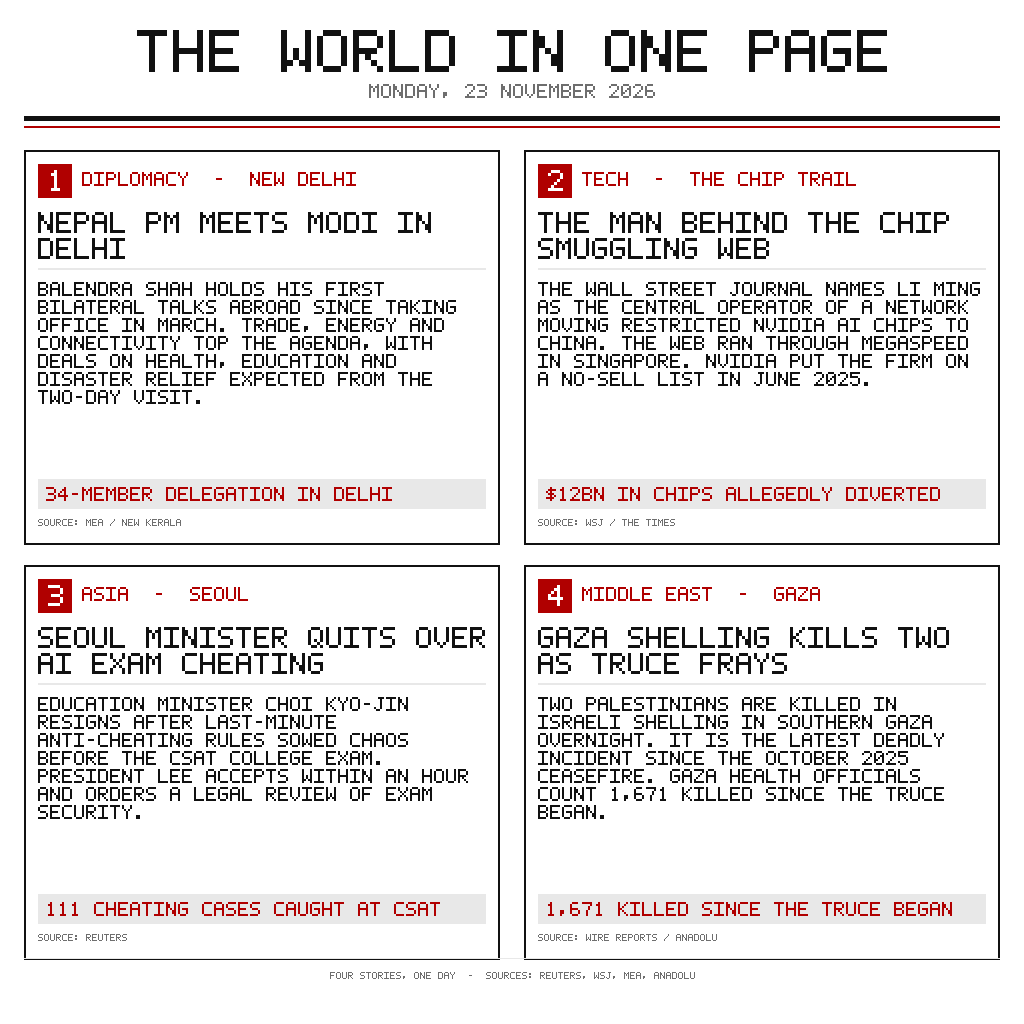 THE WORLD IN ONE PAGE
MONDAY, 23 NOVEMBER 2026
1 DIPLOMACY - NEW DELHI
NEPAL PM MEETS MODI IN
DELHI
BALENDRA SHAH HOLDS HIS FIRST
BILATERAL TALKS ABROAD SINCE TAKING
OFFICE IN MARCH. TRADE, ENERGY AND
CONNECTIVITY TOP THE AGENDA, WITH
DEALS ON HEALTH, EDUCATION AND
DISASTER RELIEF EXPECTED FROM THE
TWO-DAY VISIT.
34-MEMBER DELEGATION IN DELHI
SOURCE: MEA / NEW KERALA
2 TECH - THE CHIP TRAIL
THE MAN BEHIND THE CHIP
SMUGGLING WEB
THE WALL STREET JOURNAL NAMES LI MING
AS THE CENTRAL OPERATOR OF A NETWORK
MOVING RESTRICTED NVIDIA AI CHIPS TO
CHINA. THE WEB RAN THROUGH MEGASPEED
IN SINGAPORE. NVIDIA PUT THE FIRM ON
A NO-SELL LIST IN JUNE 2025.
$12BN IN CHIPS ALLEGEDLY DIVERTED
SOURCE: WSJ / THE TIMES
3 ASIA - SEOUL
SEOUL MINISTER QUITS OVER
AI EXAM CHEATING
EDUCATION MINISTER CHOI KYO-JIN
RESIGNS AFTER LAST-MINUTE
ANTI-CHEATING RULES SOWED CHAOS
BEFORE THE CSAT COLLEGE EXAM.
PRESIDENT LEE ACCEPTS WITHIN AN HOUR
AND ORDERS A LEGAL REVIEW OF EXAM
SECURITY.
111 CHEATING CASES CAUGHT AT CSAT
SOURCE: REUTERS
4 MIDDLE EAST - GAZA
GAZA SHELLING KILLS TWO
AS TRUCE FRAYS
TWO PALESTINIANS ARE KILLED IN
ISRAELI SHELLING IN SOUTHERN GAZA
OVERNIGHT. IT IS THE LATEST DEADLY
INCIDENT SINCE THE OCTOBER 2025
CEASEFIRE. GAZA HEALTH OFFICIALS
COUNT 1,671 KILLED SINCE THE TRUCE
BEGAN.
1,671 KILLED SINCE THE TRUCE BEGAN
SOURCE: WIRE REPORTS / ANADOLU
FOUR STORIES, ONE DAY - SOURCES: REUTERS, WSJ, MEA, ANADOLU